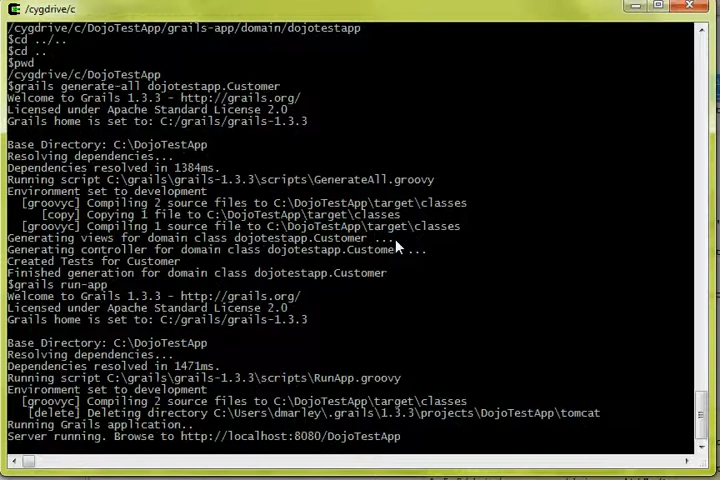 /cygdrive/c
/cygdrive/c/DojoTestApp/grails-app/domain/dojotestapp
$cd ../..
$cd ..
$pwd
/cygdrive/c/DojoTestApp
$grails generate-all dojotestapp.Customer
Welcome to Grails 1.3.3 - http://grails.org/
Licensed under Apache Standard License 2.0
Grails home is set to: C:/grails/grails-1.3.3
Base Directory: C:\DojoTestApp
Resolving dependencies...
Dependencies resolved in 1384ms.
Running script C:\grails\grails-1.3.3\scripts\GenerateAll.groovy
Environment set to development
[groovyc] Compiling 2 source files to C:\DojoTestApp\target\classes
[copy] Copying 1 file to C:\DojoTestApp\target\classes
[groovyc] Compiling 1 source file to C:\DojoTestApp\target\classes
Generating views for domain class dojotestapp.Customer ...
Generating controller for domain class dojotestapp.Customer ...
Created Tests for Customer
Finished generation for domain class dojotestapp.Customer
$grails run-app
Welcome to Grails 1.3.3 - http://grails.org/
Licensed under Apache Standard License 2.0
Grails home is set to: C:/grails/grails-1.3.3
Base Directory: C:\DojoTestApp
Resolving dependencies...
Dependencies resolved in 1471ms.
Running script C:\grails\grails-1.3.3\scripts\RunApp.groovy
Environment set to development
[groovyc] Compiling 2 source files to C:\DojoTestApp\target\classes
[delete] Deleting directory C:\Users\dmarley\.grails\1.3.3\projects\DojoTestApp\tomcat
Running Grails application..
Server running. Browse to http://localhost:8080/DojoTestApp